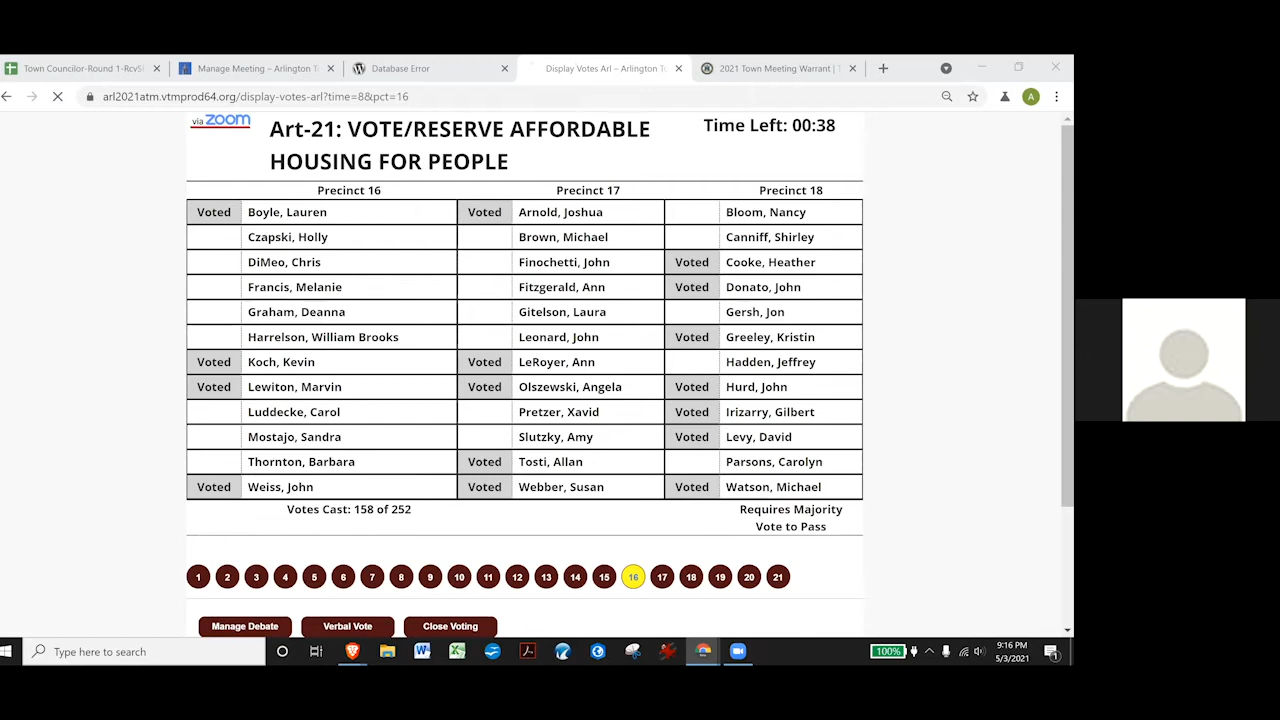 Town Councilor-Round 1-RcvS
Manage Meeting – Arlington T
Database Error
Display Votes Arl – Arlington To
2021 Town Meeting Warrant | T
arl2021atm.vtmprod64.org/display-votes-arl?time=8&pct=16
A
via zoom
Art-21: VOTE/RESERVE AFFORDABLE
HOUSING FOR PEOPLE
Time Left: 00:38
Precinct 16 Precinct 17 Precinct 18
Voted Boyle, Lauren Voted Arnold, Joshua Bloom, Nancy
Czapski, Holly Brown, Michael Canniff, Shirley
DiMeo, Chris Finochetti, John Voted Cooke, Heather
Francis, Melanie Fitzgerald, Ann Voted Donato, John
Graham, Deanna Gitelson, Laura Gersh, Jon
Harrelson, William Brooks Leonard, John Voted Greeley, Kristin
Voted Koch, Kevin Voted LeRoyer, Ann Hadden, Jeffrey
Voted Lewiton, Marvin Voted Olszewski, Angela Voted Hurd, John
Luddecke, Carol Pretzer, Xavid Voted Irizarry, Gilbert
Mostajo, Sandra Slutzky, Amy Voted Levy, David
Thornton, Barbara Voted Tosti, Allan Parsons, Carolyn
Voted Weiss, John Voted Webber, Susan Voted Watson, Michael
Votes Cast: 158 of 252
Requires Majority
Vote to Pass
1 2 3 4 5 6 7 8 9 10 11 12 13 14 15 16 17 18 19 20 21
Manage Debate Verbal Vote Close Voting
Type here to search
100%
9:16 PM
5/3/2021